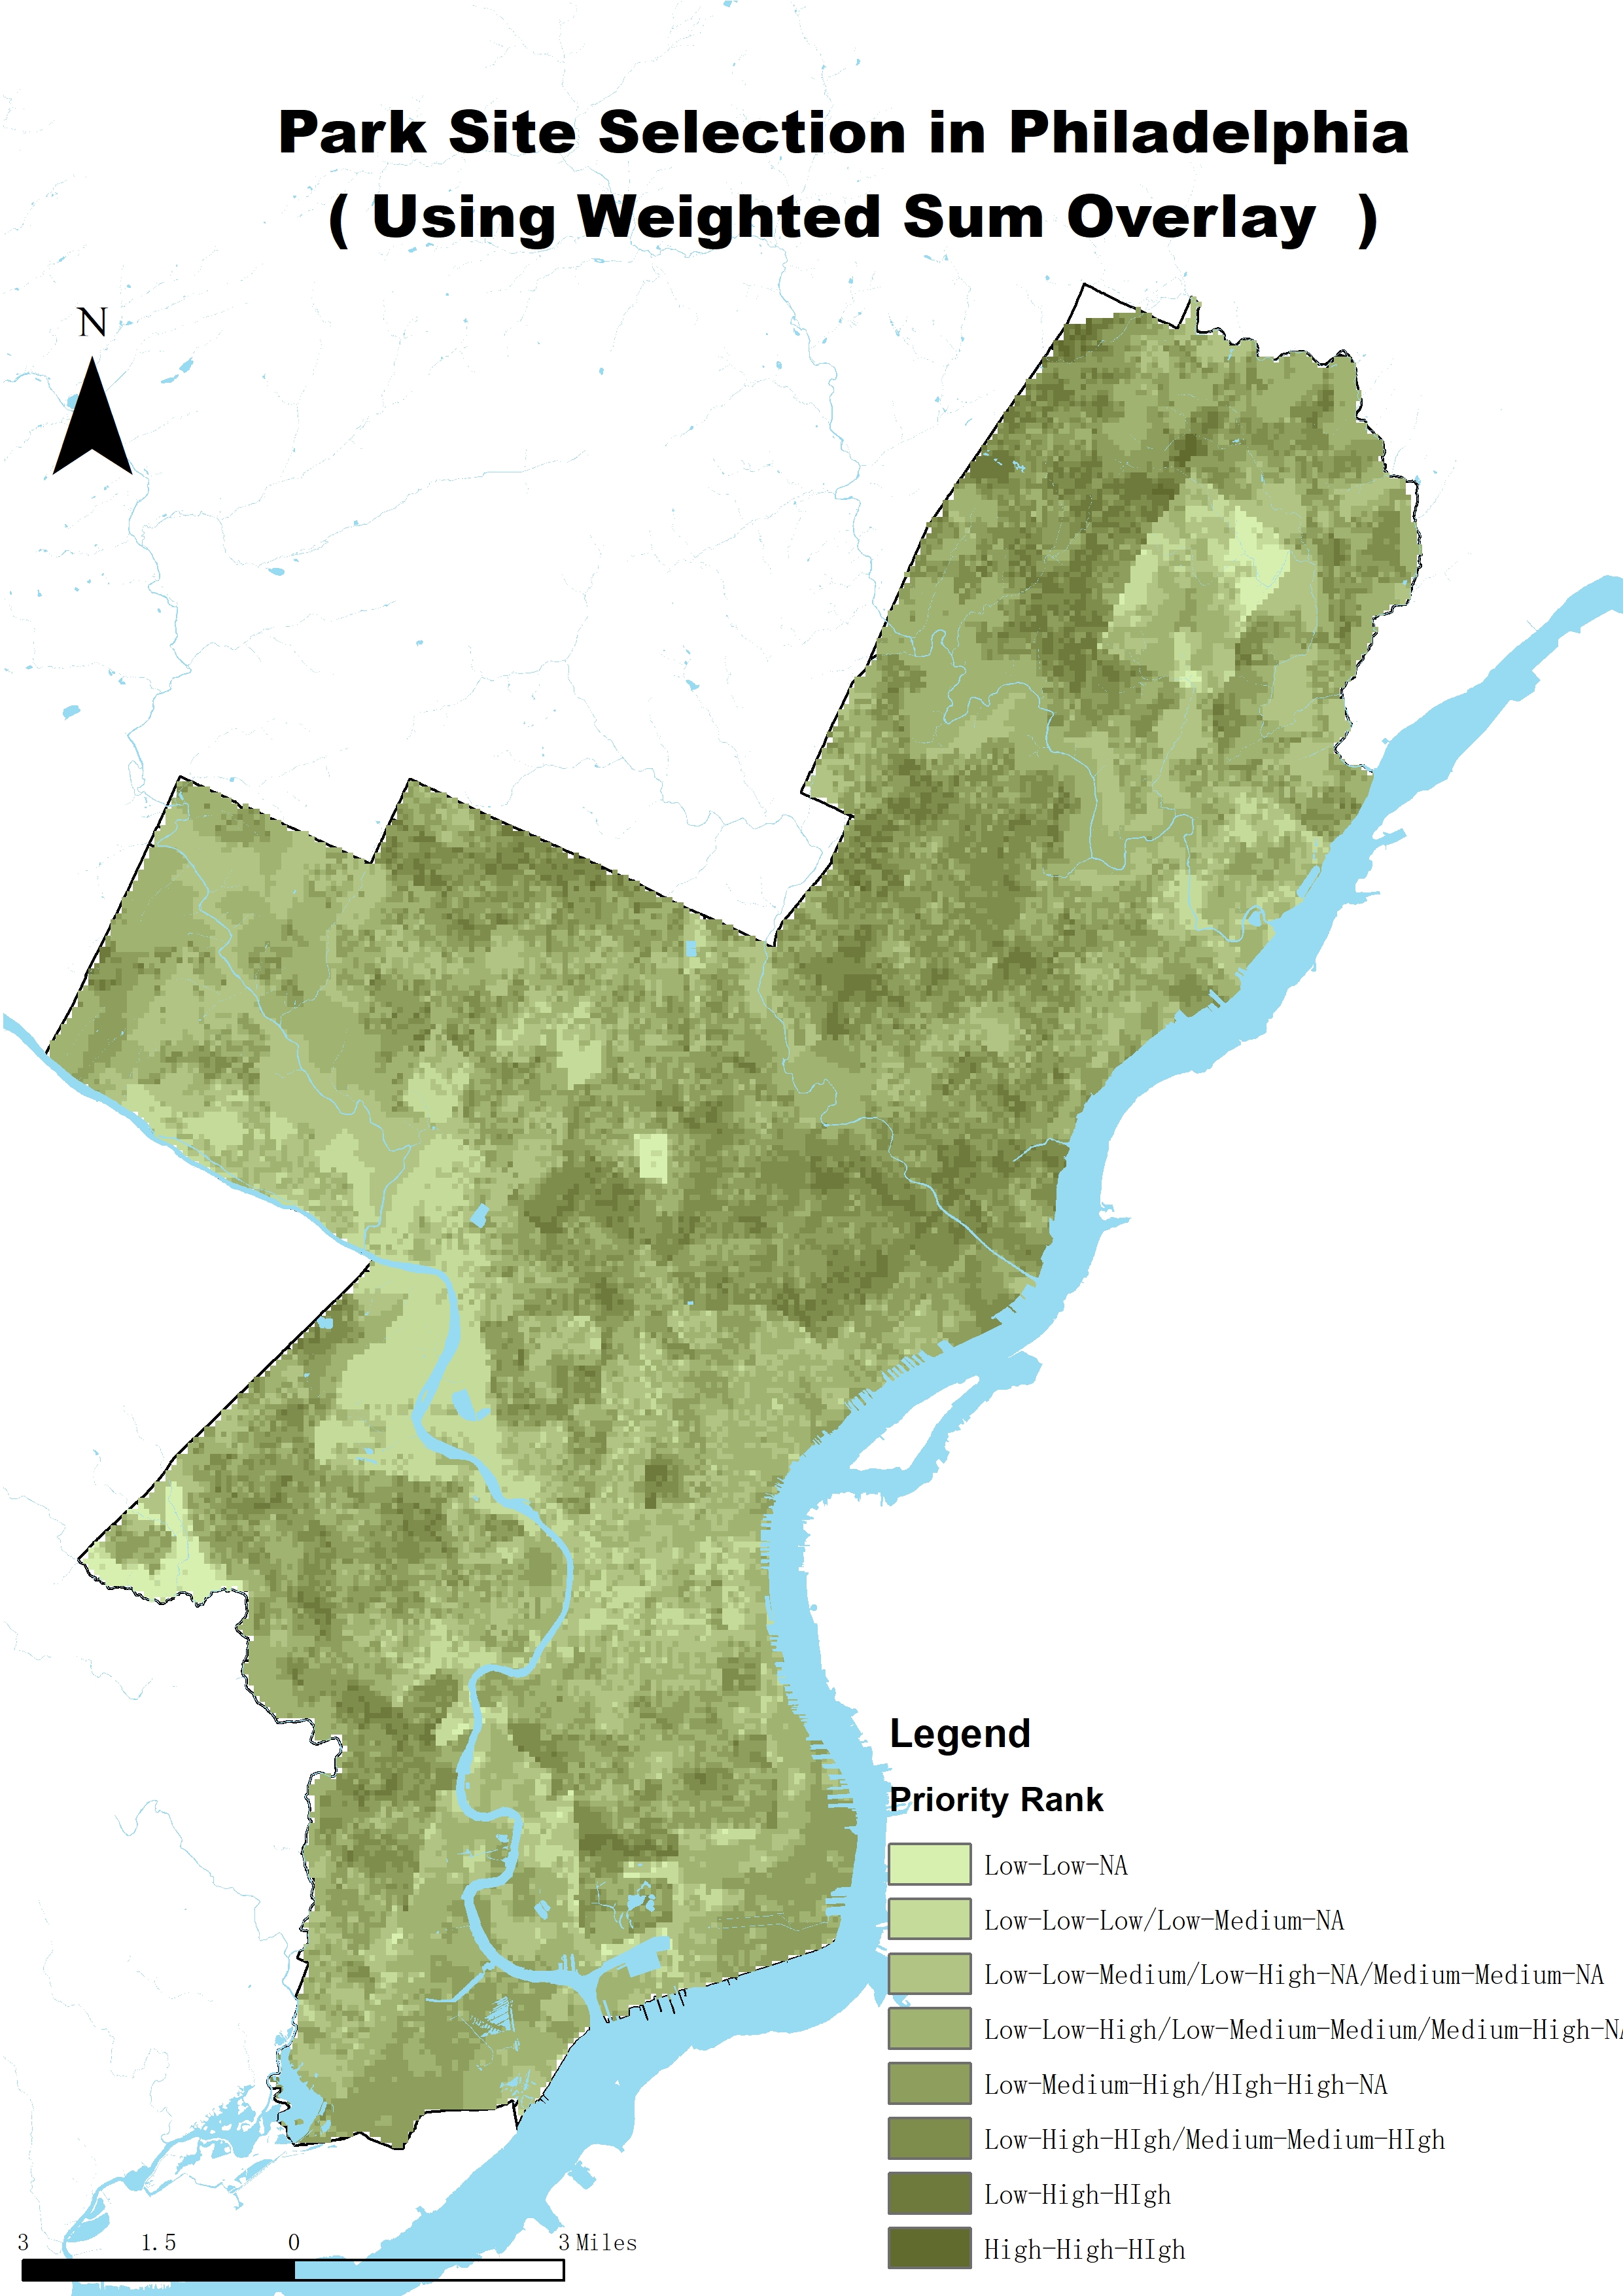 Park Site Selection in Philadelphia
( Using Weighted Sum Overlay )
N
Legend
Priority Rank
Low-Low-NA
Low-Low-Low/Low-Medium-NA
Low-Low-Medium/Low-High-NA/Medium-Medium-NA
Low-Low-High/Low-Medium-Medium/Medium-High-NA
Low-Medium-High/HIgh-High-NA
Low-High-HIgh/Medium-Medium-HIgh
Low-High-HIgh
High-High-HIgh
3 1.5 0 3 Miles